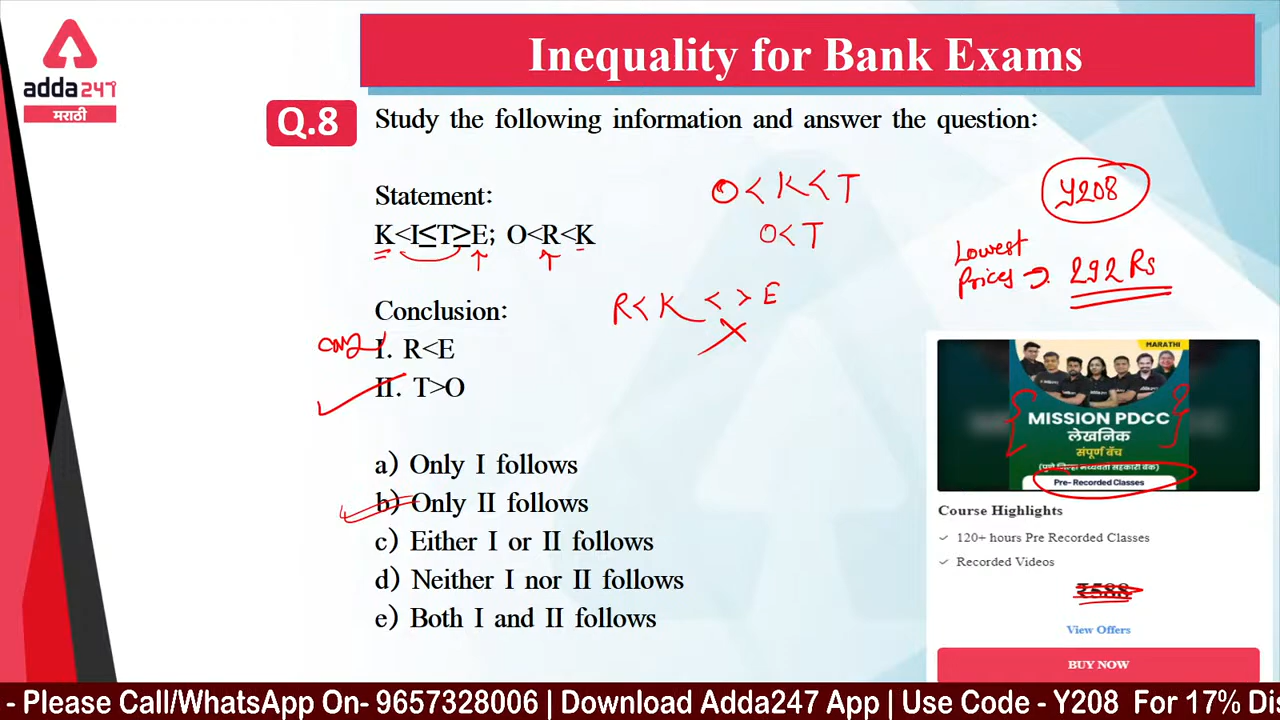 Inequality for Bank Exams
adda247
मराठी
Q.8 Study the following information and answer the question:
Statement:
K<I≤T≥E; O<R<K
Conclusion:
I. R<E
II. T>O
a) Only I follows
b) Only II follows
c) Either I or II follows
d) Neither I nor II follows
e) Both I and II follows
O < K < T
O < T
R < K < > E
Y208
Lowest
Prices → 292 Rs
MARATHI
MISSION PDCC
लेखनिक
संपूर्ण बॅच
(पुणे जिल्हा मध्यवर्ती सहकारी बँक)
Pre- Recorded Classes
Course Highlights
✓ 120+ hours Pre Recorded Classes
✓ Recorded Videos
₹588
View Offers
BUY NOW
- Please Call/WhatsApp On- 9657328006 | Download Adda247 App | Use Code - Y208 For 17% Dis